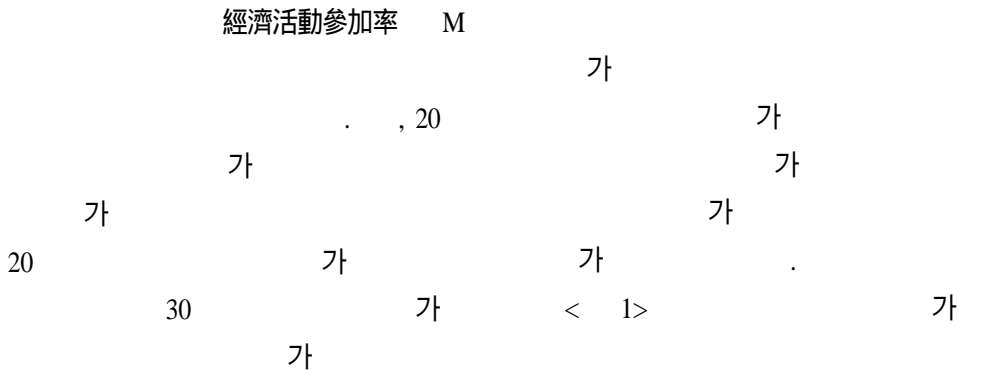 經濟活動參加率 M
가
. , 20 가
가 가
가 가
20 가 가 .
30 가 < 1> 가
가